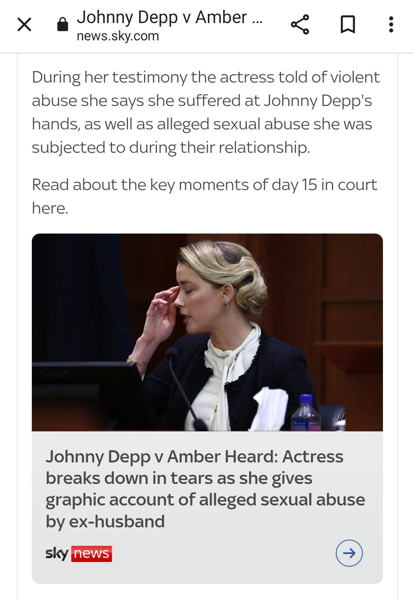 Johnny Depp v Amber ...
news.sky.com
During her testimony the actress told of violent
abuse she says she suffered at Johnny Depp's
hands, as well as alleged sexual abuse she was
subjected to during their relationship.
Read about the key moments of day 15 in court
here.
Johnny Depp v Amber Heard: Actress
breaks down in tears as she gives
graphic account of alleged sexual abuse
by ex-husband
sky news